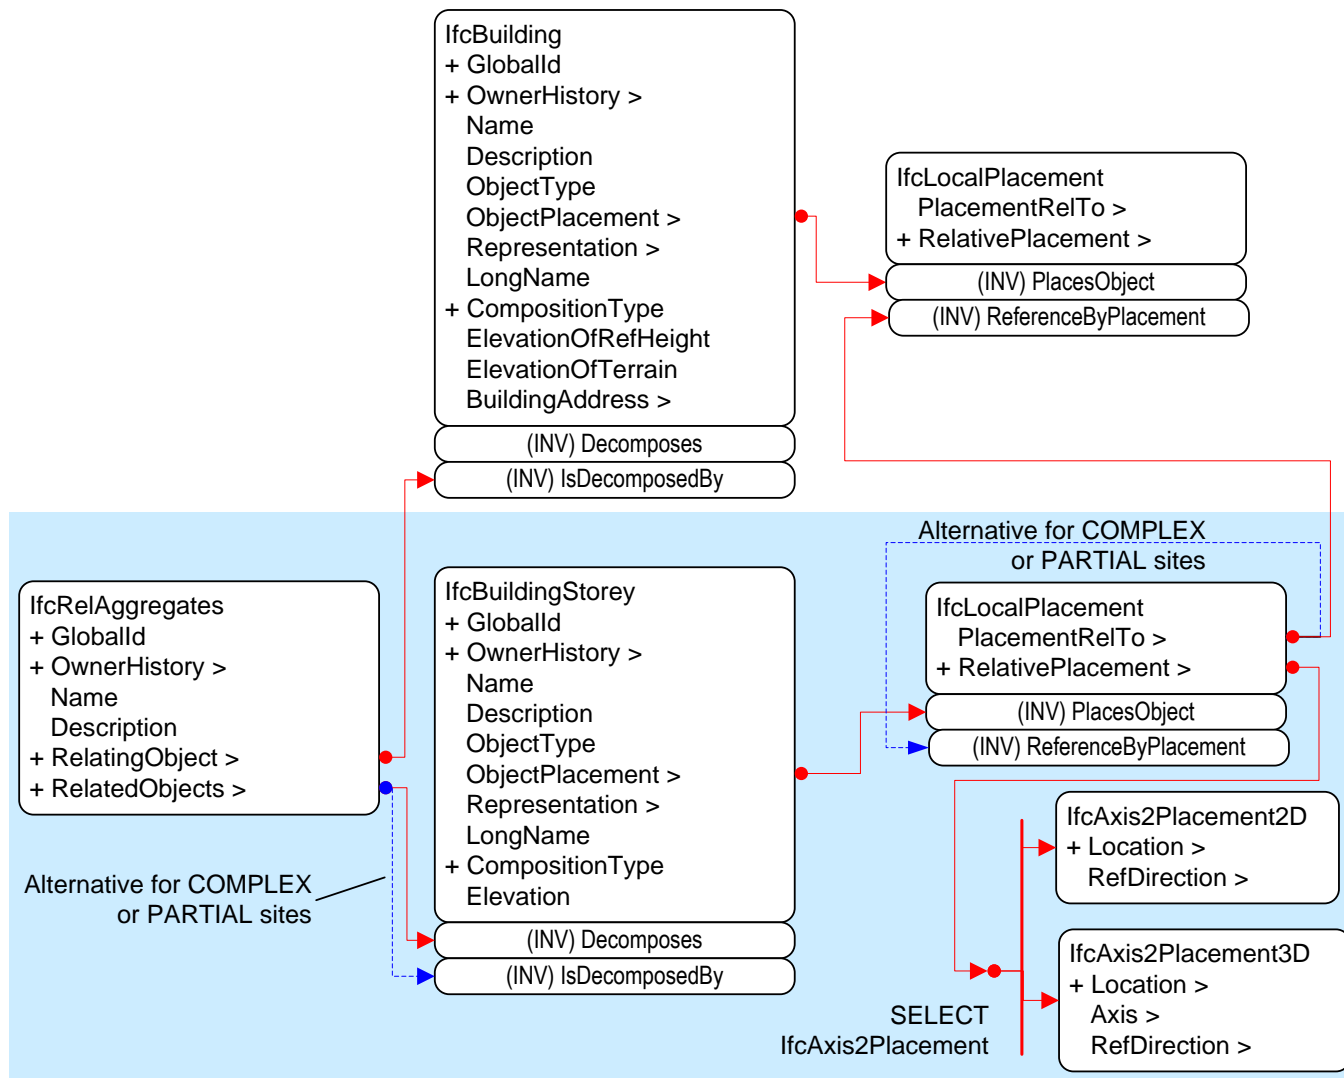 IfcBuilding
+ GlobalId
+ OwnerHistory >
Name
Description
ObjectType
ObjectPlacement >
Representation >
LongName
+ CompositionType
ElevationOfRefHeight
ElevationOfTerrain
BuildingAddress >
(INV) Decomposes
(INV) IsDecomposedBy
IfcLocalPlacement
PlacementRelTo >
+ RelativePlacement >
(INV) PlacesObject
(INV) ReferenceByPlacement
IfcRelAggregates
+ GlobalId
+ OwnerHistory >
Name
Description
+ RelatingObject >
+ RelatedObjects >
Alternative for COMPLEX
or PARTIAL sites
IfcBuildingStorey
+ GlobalId
+ OwnerHistory >
Name
Description
ObjectType
ObjectPlacement >
Representation >
LongName
+ CompositionType
Elevation
(INV) Decomposes
(INV) IsDecomposedBy
Alternative for COMPLEX
or PARTIAL sites
IfcLocalPlacement
PlacementRelTo >
+ RelativePlacement >
(INV) PlacesObject
(INV) ReferenceByPlacement
IfcAxis2Placement2D
+ Location >
RefDirection >
IfcAxis2Placement3D
+ Location >
Axis >
RefDirection >
SELECT
IfcAxis2Placement